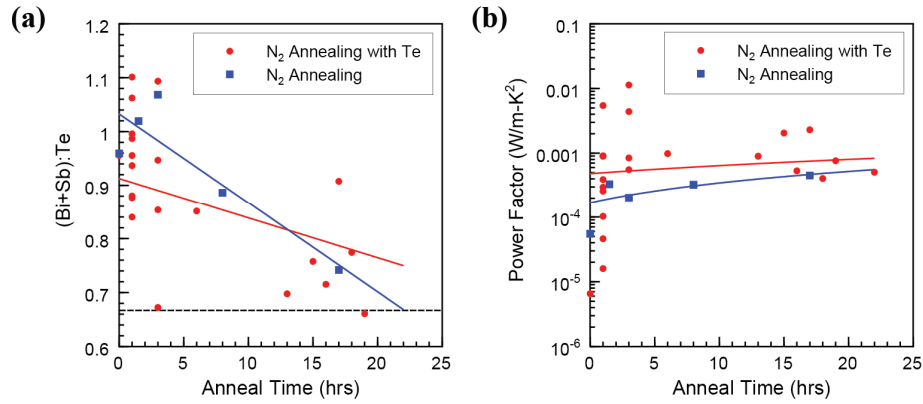 (a)
1.2
1.1
1
0.9
0.8
0.7
0.6
(Bi+Sb):Te
N₂ Annealing with Te
N₂ Annealing
0 5 10 15 20 25
Anneal Time (hrs)
(b)
0.1
0.01
0.001
10⁻⁴
10⁻⁵
10⁻⁶
Power Factor (W/m-K²)
N₂ Annealing with Te
N₂ Annealing
0 5 10 15 20 25
Anneal Time (hrs)